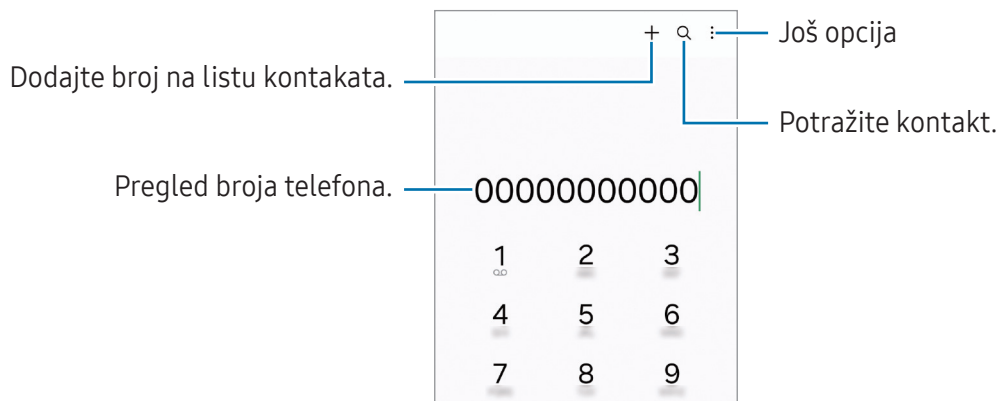 Još opcija
Dodajte broj na listu kontakata.
Potražite kontakt.
Pregled broja telefona.
00000000000
1 2 3
4 5 6
7 8 9